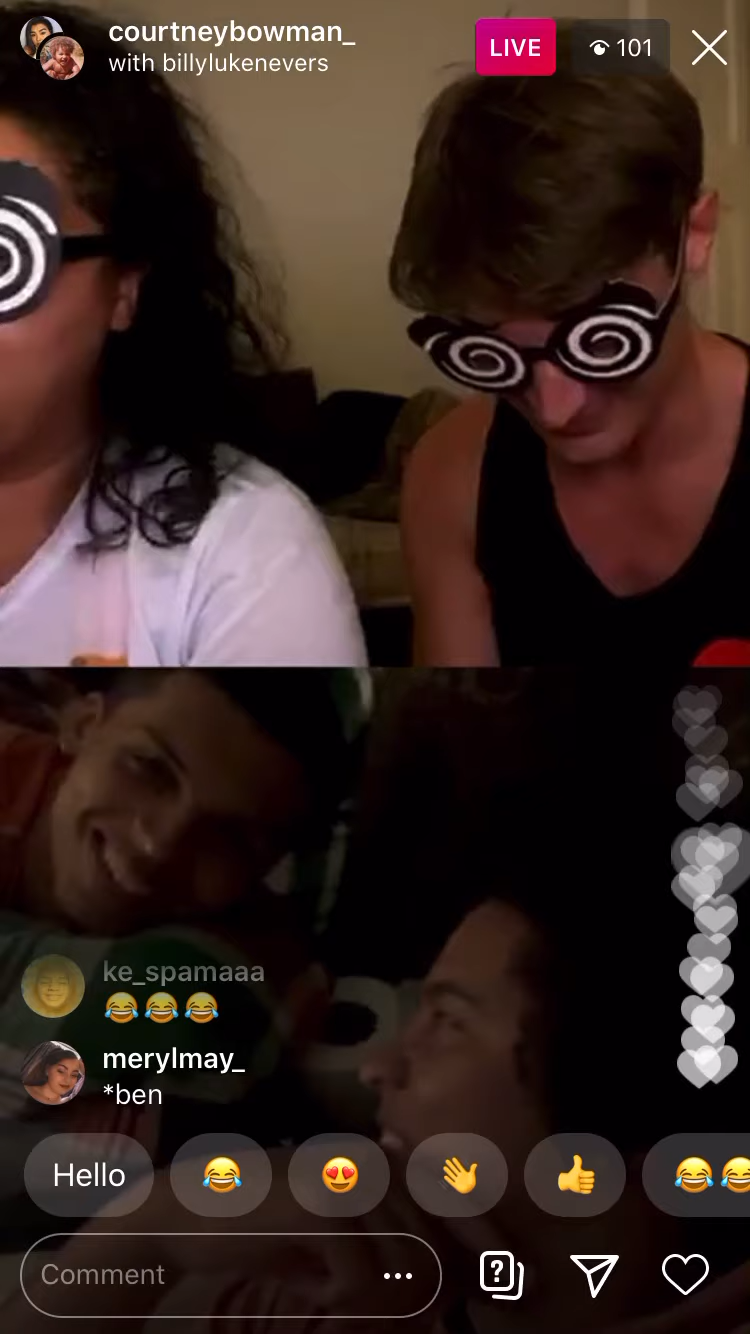 courtneybowman_
with billylukenevers
LIVE
101
ke_spamaaa
😂😂😂
merylmay_
*ben
Hello
Comment